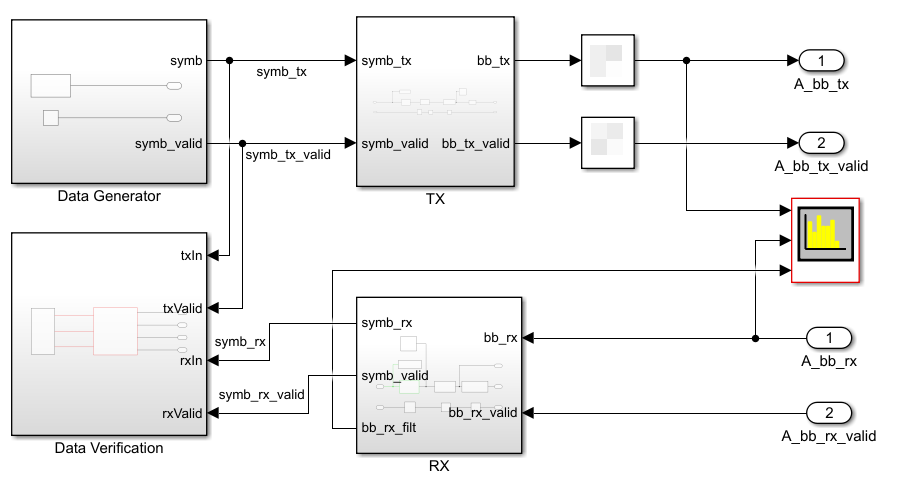 symb
symb_valid
Data Generator
symb_tx
symb_tx_valid
symb_tx
symb_valid
bb_tx
bb_tx_valid
TX
1
A_bb_tx
2
A_bb_tx_valid
txIn
txValid
rxIn
rxValid
Data Verification
symb_rx
symb_rx_valid
symb_rx
symb_valid
bb_rx_filt
bb_rx
bb_rx_valid
RX
1
A_bb_rx
2
A_bb_rx_valid